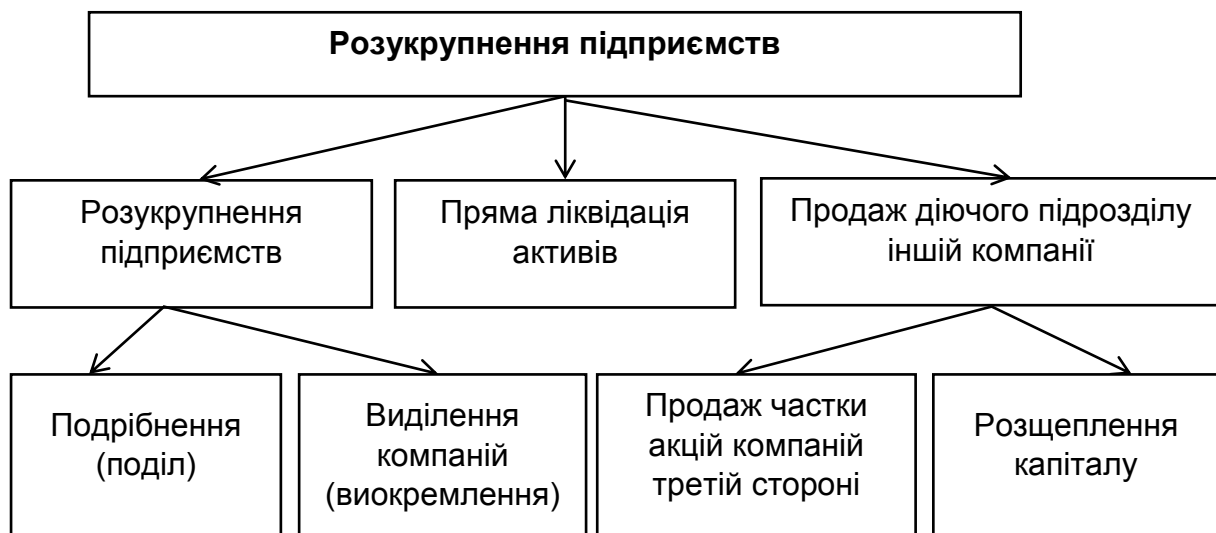 Розукрупнення підприємств
Розукрупнення
підприємств
Пряма ліквідація
активів
Продаж діючого підрозділу
іншій компанії
Подрібнення
(поділ)
Виділення
компаній
(виокремлення)
Продаж частки
акцій компаній
третій стороні
Розщеплення
капіталу